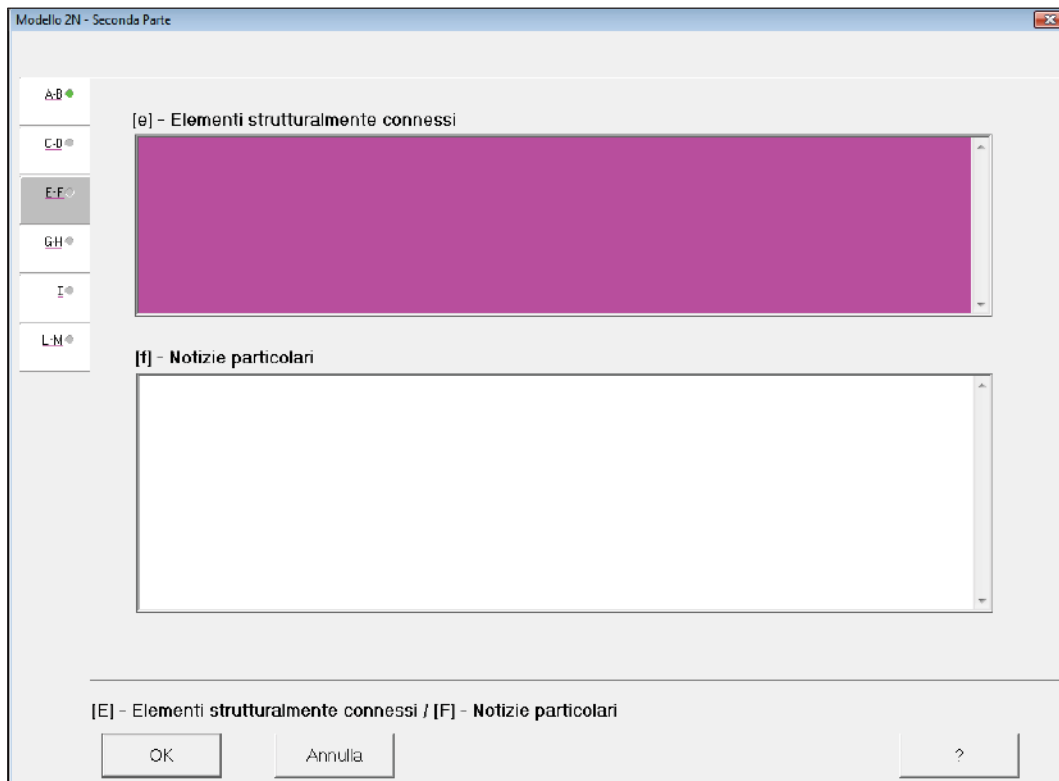 Modello 2N - Seconda Parte
A-B
C-D
E-F
G-H
I
L-M
[e] - Elementi strutturalmente connessi
[f] - Notizie particolari
[E] - Elementi strutturalmente connessi / [F] - Notizie particolari
OK
Annulla
?